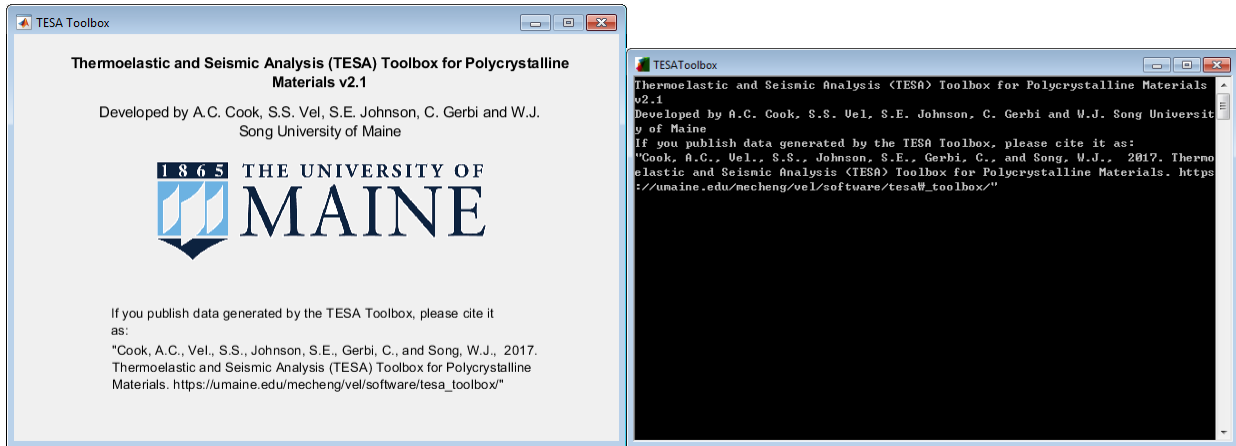 TESA Toolbox
Thermoelastic and Seismic Analysis (TESA) Toolbox for Polycrystalline
Materials v2.1
Developed by A.C. Cook, S.S. Vel, S.E. Johnson, C. Gerbi and W.J.
Song University of Maine
1865 THE UNIVERSITY OF
MAINE
If you publish data generated by the TESA Toolbox, please cite it
as:
"Cook, A.C., Vel., S.S., Johnson, S.E., Gerbi, C., and Song, W.J.,  2017.
Thermoelastic and Seismic Analysis (TESA) Toolbox for Polycrystalline
Materials. https://umaine.edu/mecheng/vel/software/tesa_toolbox/"
TESAToolbox
Thermoelastic and Seismic Analysis (TESA) Toolbox for Polycrystalline Materials
v2.1
Developed by A.C. Cook, S.S. Vel, S.E. Johnson, C. Gerbi and W.J. Song Universit
y of Maine
If you publish data generated by the TESA Toolbox, please cite it as:
"Cook, A.C., Vel., S.S., Johnson, S.E., Gerbi, C., and Song, W.J.,  2017. Thermo
elastic and Seismic Analysis (TESA) Toolbox for Polycrystalline Materials. https
://umaine.edu/mecheng/vel/software/tesa₩_toolbox/"